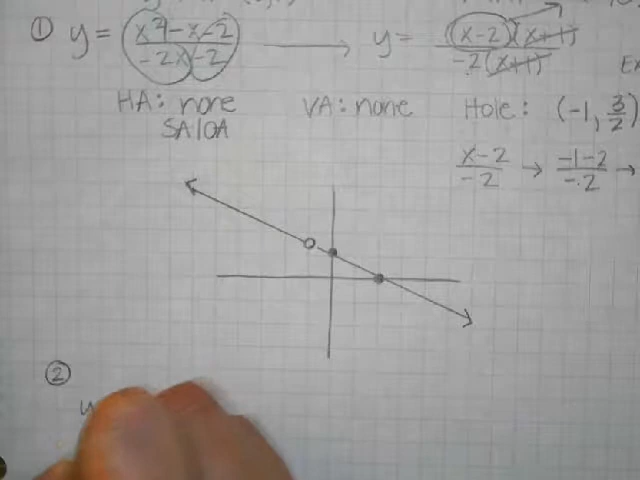 ① y = x²-x-2 / -2x-2 → y = (x-2)(x+1) / -2(x+1)
Ex
HA: none VA: none Hole: (-1, 3/2)
SA/OA
x-2 / -2 → -1-2 / -2 →
②
y